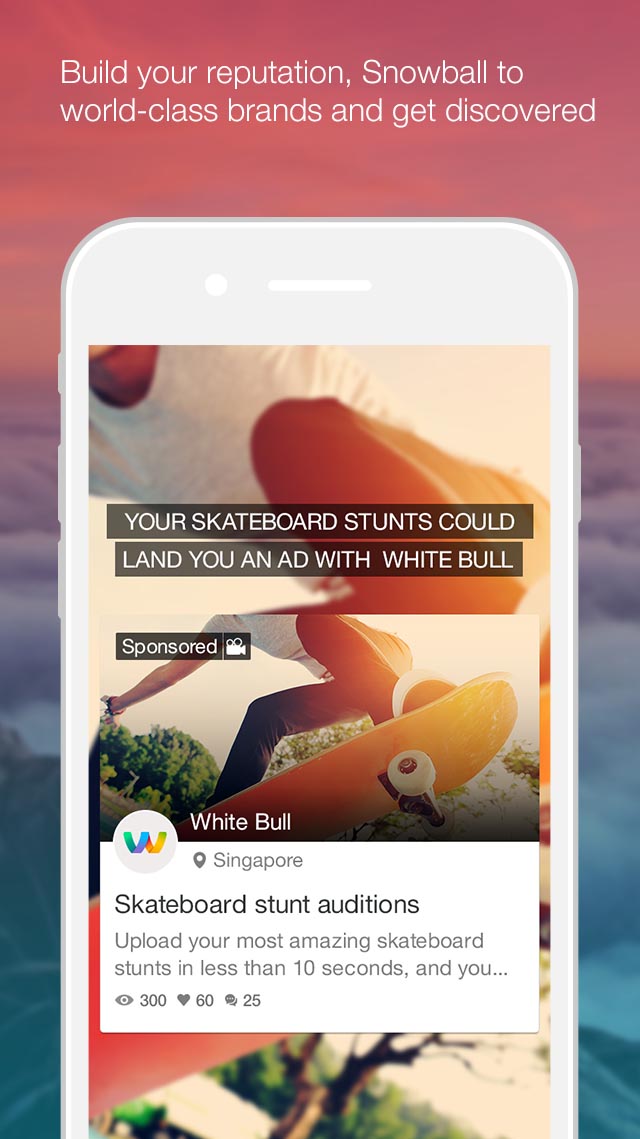 Build your reputation, Snowball to
world-class brands and get discovered
YOUR SKATEBOARD STUNTS COULD
LAND YOU AN AD WITH WHITE BULL
Sponsored
White Bull
Singapore
Skateboard stunt auditions
Upload your most amazing skateboard
stunts in less than 10 seconds, and you...
300 60 25